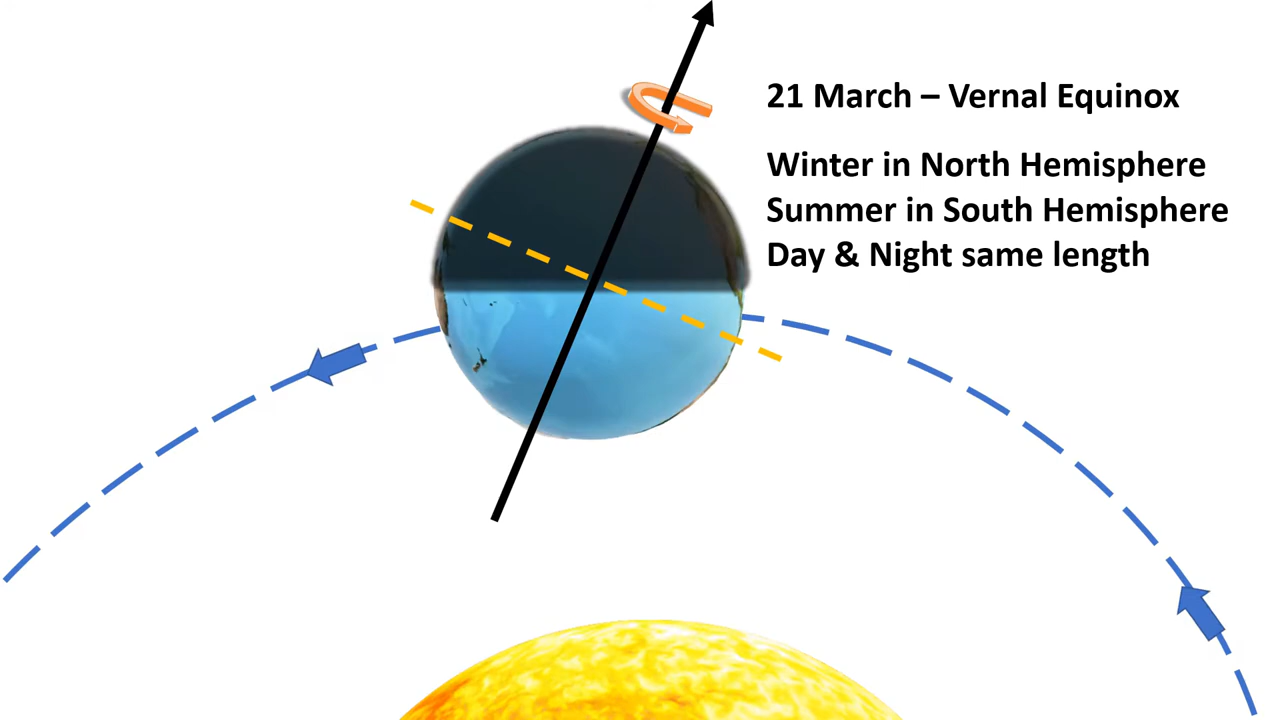 21 March – Vernal Equinox
Winter in North Hemisphere
Summer in South Hemisphere
Day & Night same length